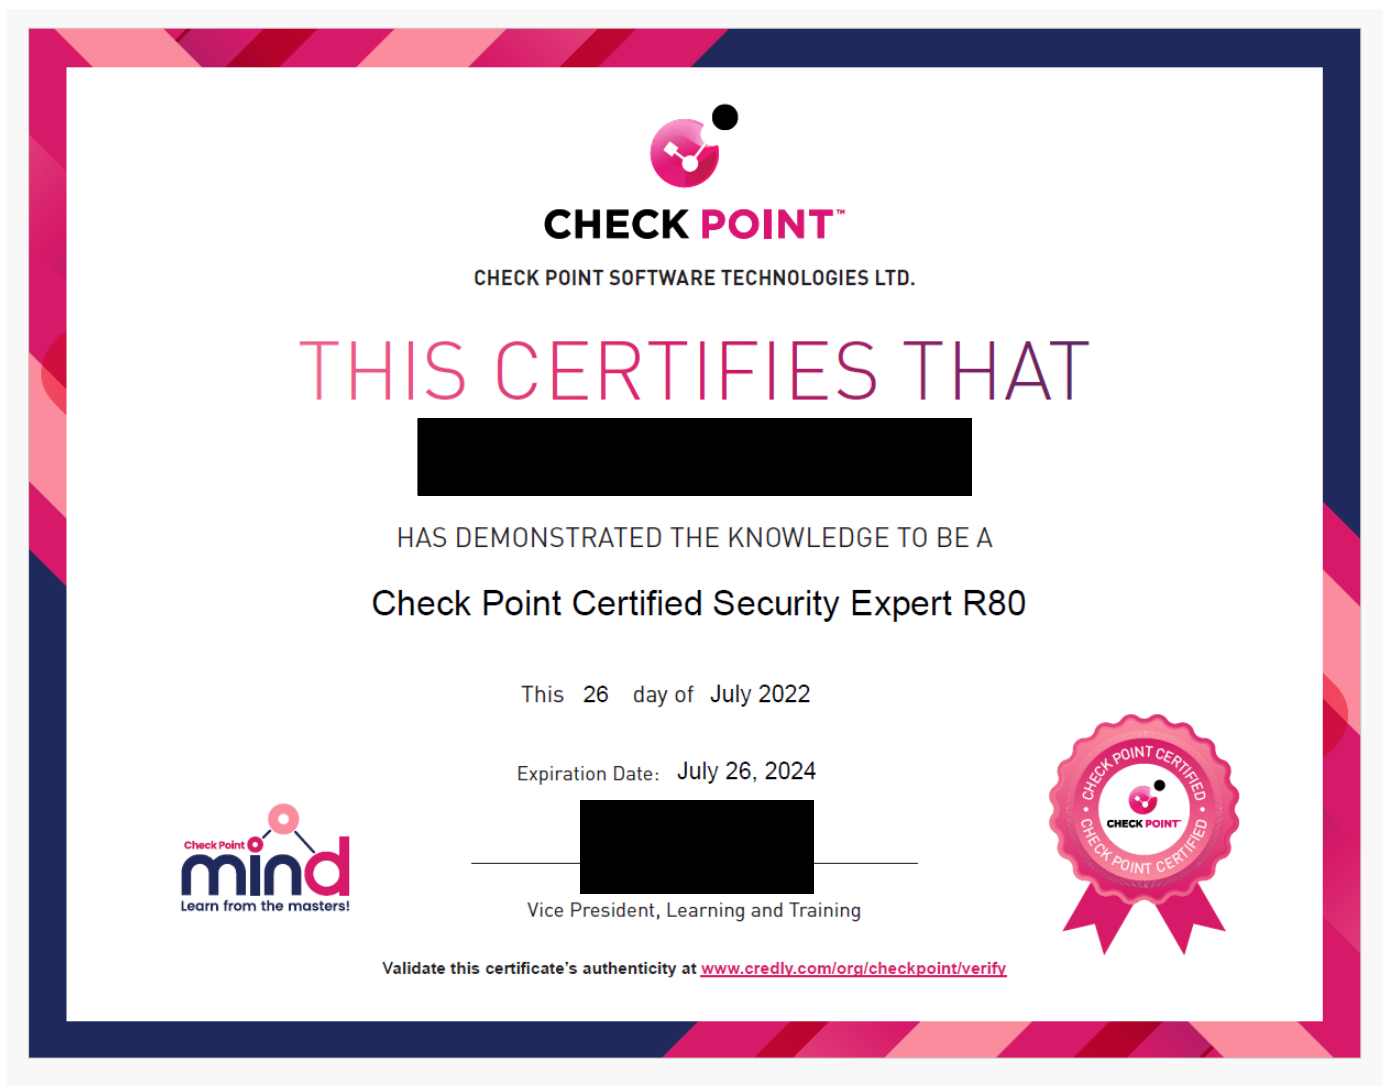 CHECK POINT™
CHECK POINT SOFTWARE TECHNOLOGIES LTD.
THIS CERTIFIES THAT
HAS DEMONSTRATED THE KNOWLEDGE TO BE A
Check Point Certified Security Expert R80
This 26 day of July 2022
Expiration Date: July 26, 2024
Check Point
mind
Learn from the masters!
Vice President, Learning and Training
CHECK POINT CERTIFIED
CHECK POINT
CHECK POINT CERTIFIED
Validate this certificate's authenticity at www.credly.com/org/checkpoint/verify